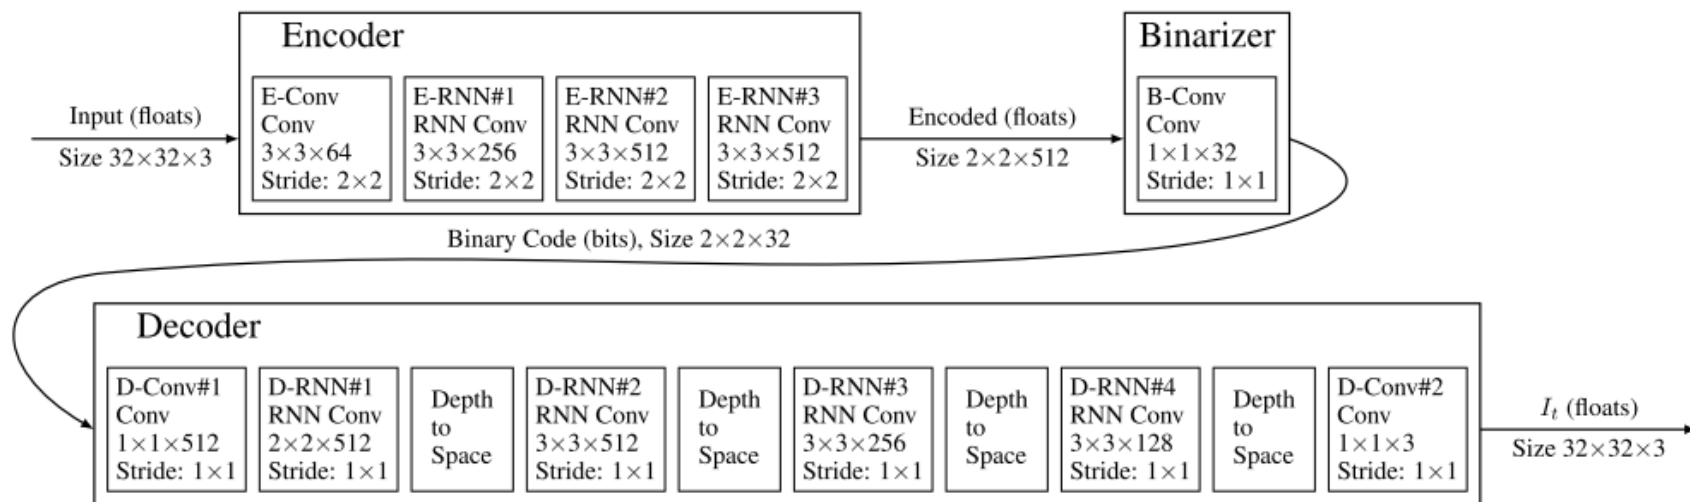 Encoder
Binarizer
Input (floats)
Size 32×32×3
E-Conv
Conv
3×3×64
Stride: 2×2
E-RNN#1
RNN Conv
3×3×256
Stride: 2×2
E-RNN#2
RNN Conv
3×3×512
Stride: 2×2
E-RNN#3
RNN Conv
3×3×512
Stride: 2×2
Encoded (floats)
Size 2×2×512
B-Conv
Conv
1×1×32
Stride: 1×1
Binary Code (bits), Size 2×2×32
Decoder
D-Conv#1
Conv
1×1×512
Stride: 1×1
D-RNN#1
RNN Conv
2×2×512
Stride: 1×1
Depth
to
Space
D-RNN#2
RNN Conv
3×3×512
Stride: 1×1
Depth
to
Space
D-RNN#3
RNN Conv
3×3×256
Stride: 1×1
Depth
to
Space
D-RNN#4
RNN Conv
3×3×128
Stride: 1×1
Depth
to
Space
D-Conv#2
Conv
1×1×3
Stride: 1×1
I_t (floats)
Size 32×32×3